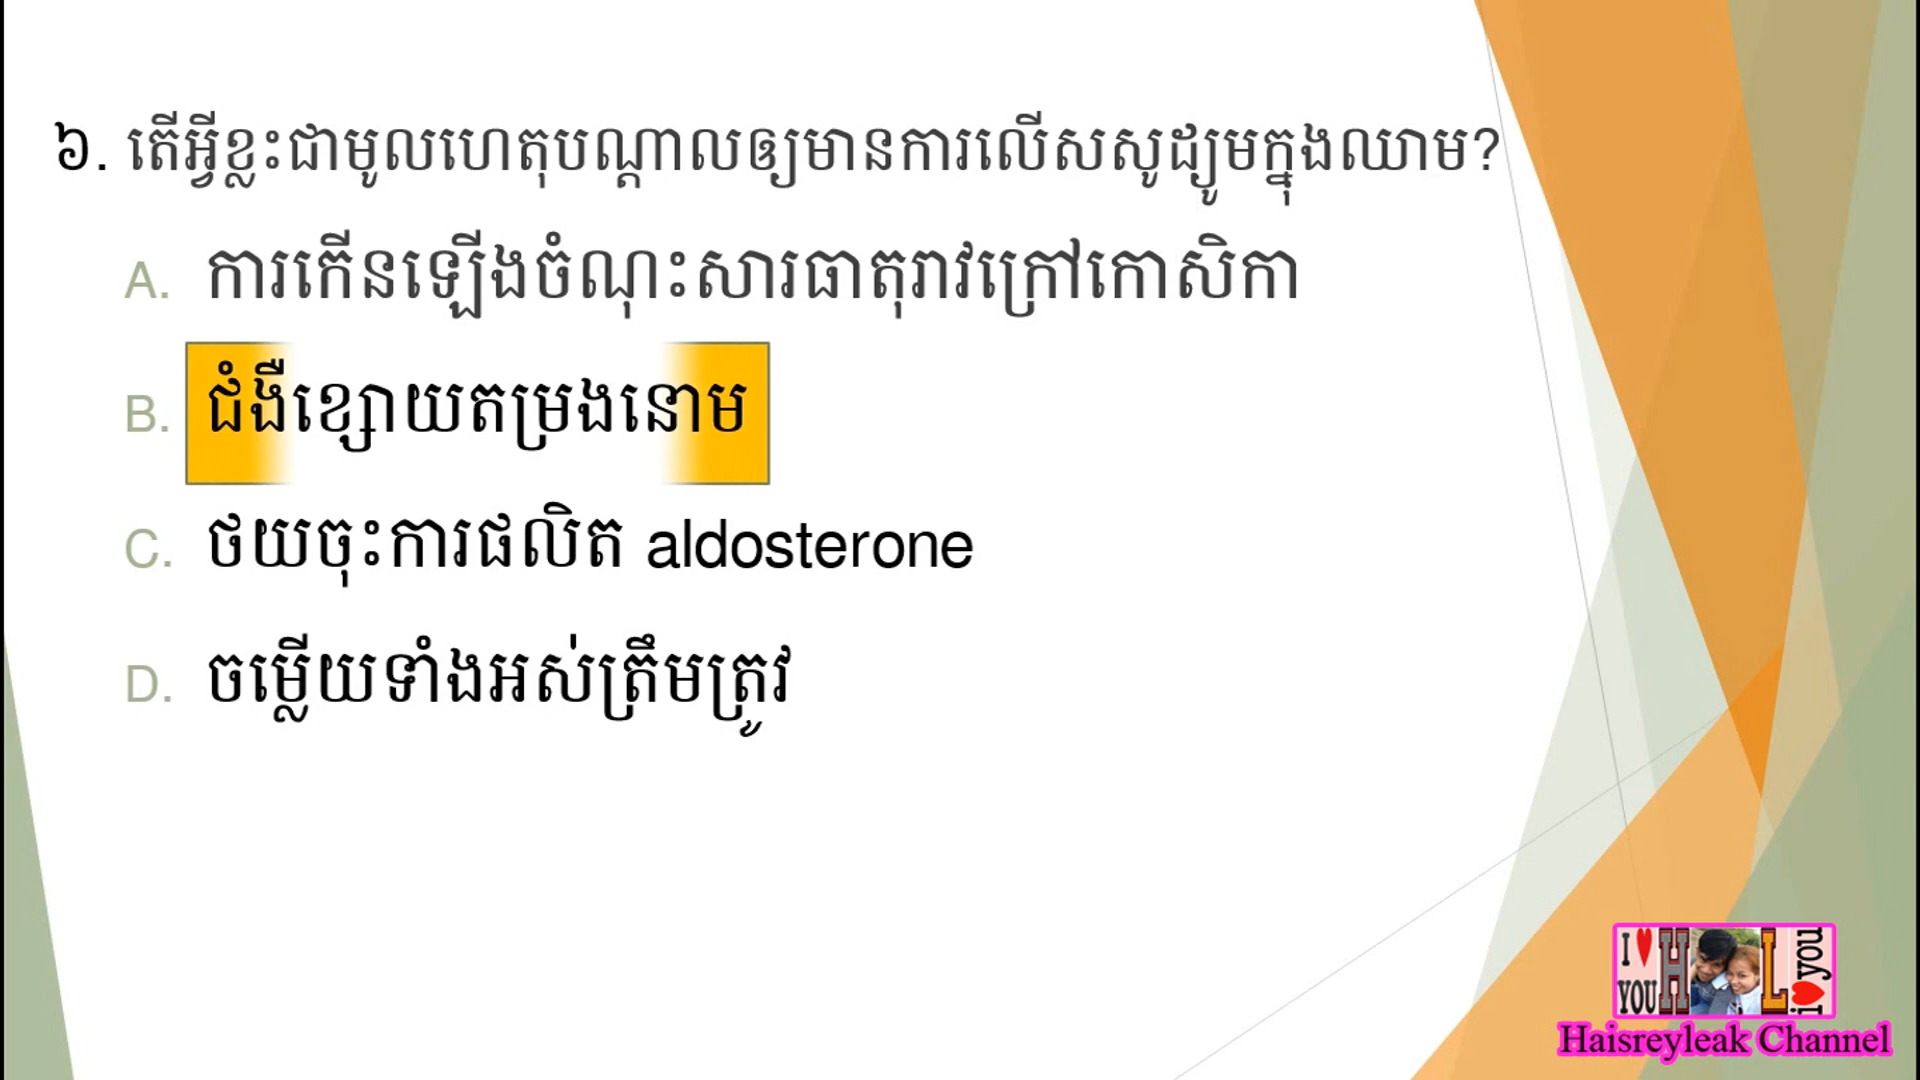 ៦. តើអ្វីខ្លះជាមូលហេតុបណ្តាលឲ្យមានការលើសសូដ្យូមក្នុងឈាម?
A. ការកើនឡើងចំណុះសារធាតុរាវក្រៅកោសិកា
B. ជំងឺខ្សោយតម្រងនោម
C. ថយចុះការផលិត aldosterone
D. ចម្លើយទាំងអស់ត្រឹមត្រូវ
I ♥ YOU H L i ♥ you
Haisreyleak Channel